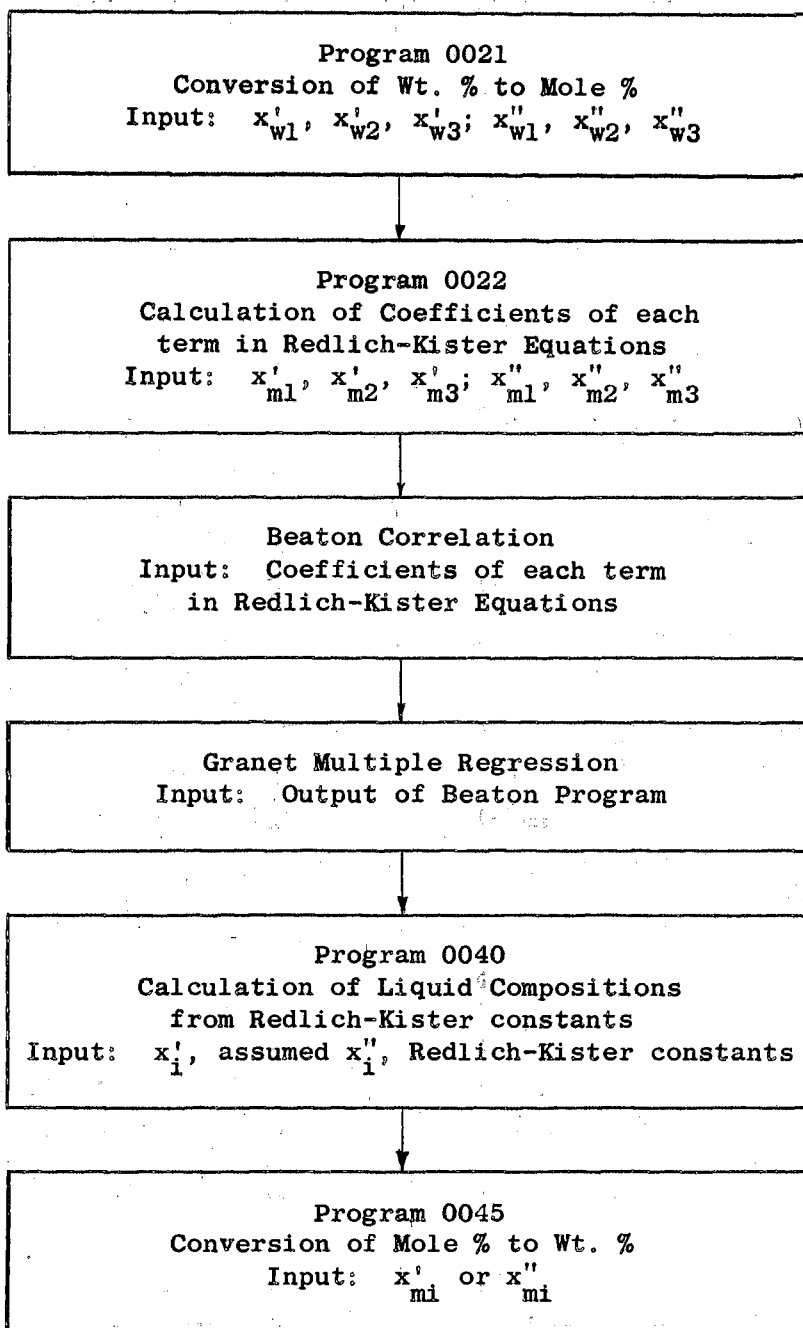 Program 0021
Conversion of Wt. % to Mole %
Input: x'w1, x'w2, x'w3; x"w1, x"w2, x"w3
Program 0022
Calculation of Coefficients of each
term in Redlich-Kister Equations
Input: x'm1, x'm2, x'm3; x"m1, x"m2, x"m3
Beaton Correlation
Input: Coefficients of each term
in Redlich-Kister Equations
Granet Multiple Regression
Input: Output of Beaton Program
Program 0040
Calculation of Liquid Compositions
from Redlich-Kister constants
Input: x'i, assumed x"i, Redlich-Kister constants
Program 0045
Conversion of Mole % to Wt. %
Input: x'mi or x"mi